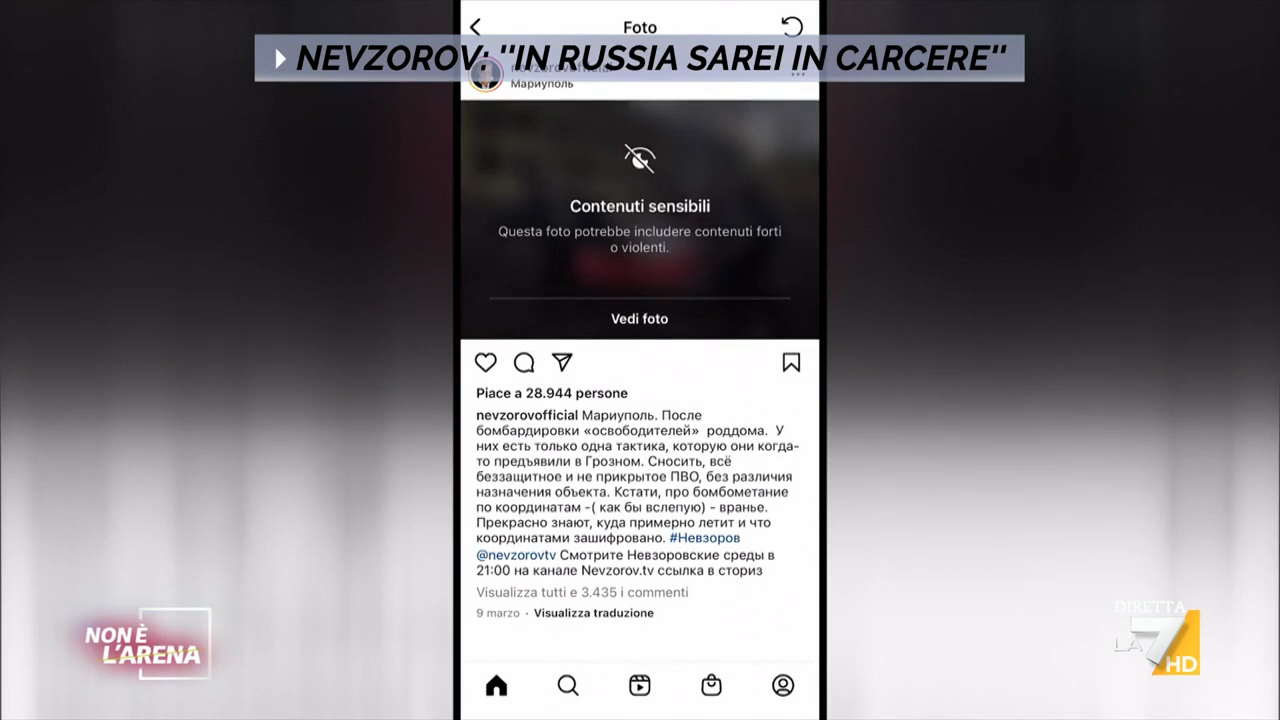 Foto
NEVZOROV: "IN RUSSIA SAREI IN CARCERE"
nevzorovofficial
Мариуполь
Contenuti sensibili
Questa foto potrebbe includere contenuti forti
o violenti.
Vedi foto
Piace a 28.944 persone
nevzorovofficial Мариуполь. После
бомбардировки «освободителей» роддома. У
них есть только одна тактика, которую они когда-
то предъявили в Грозном. Сносить, всё
беззащитное и не прикрытое ПВО, без различия
назначения объекта. Кстати, про бомбометание
по координатам -( как бы вслепую) - вранье.
Прекрасно знают, куда примерно летит и что
координатами зашифровано. #Невзоров
@nevzorovtv Смотрите Невзоровские среды в
21:00 на канале Nevzorov.tv ссылка в сториз
Visualizza tutti e 3.435 i commenti
9 marzo · Visualizza traduzione
NON È
L'ARENA
DIRETTA
LA7
HD